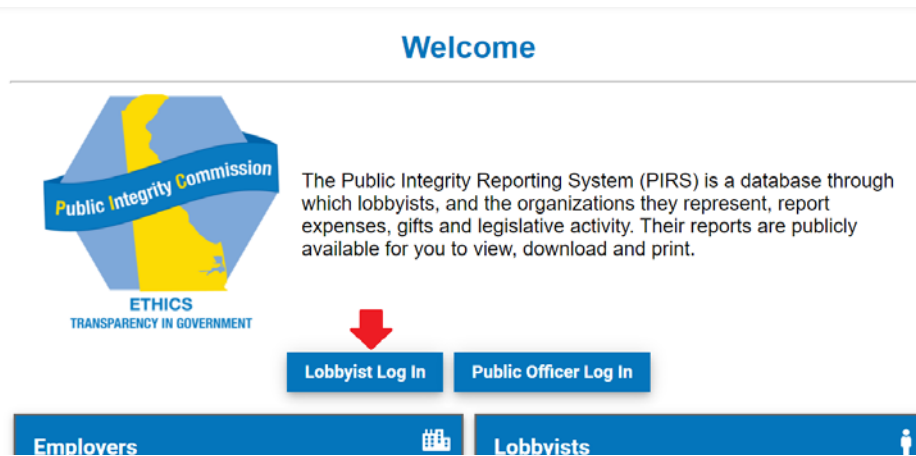 Welcome
Public Integrity Commission
ETHICS
TRANSPARENCY IN GOVERNMENT
The Public Integrity Reporting System (PIRS) is a database through
which lobbyists, and the organizations they represent, report
expenses, gifts and legislative activity. Their reports are publicly
available for you to view, download and print.
Lobbyist Log In
Public Officer Log In
Employers
Lobbyists